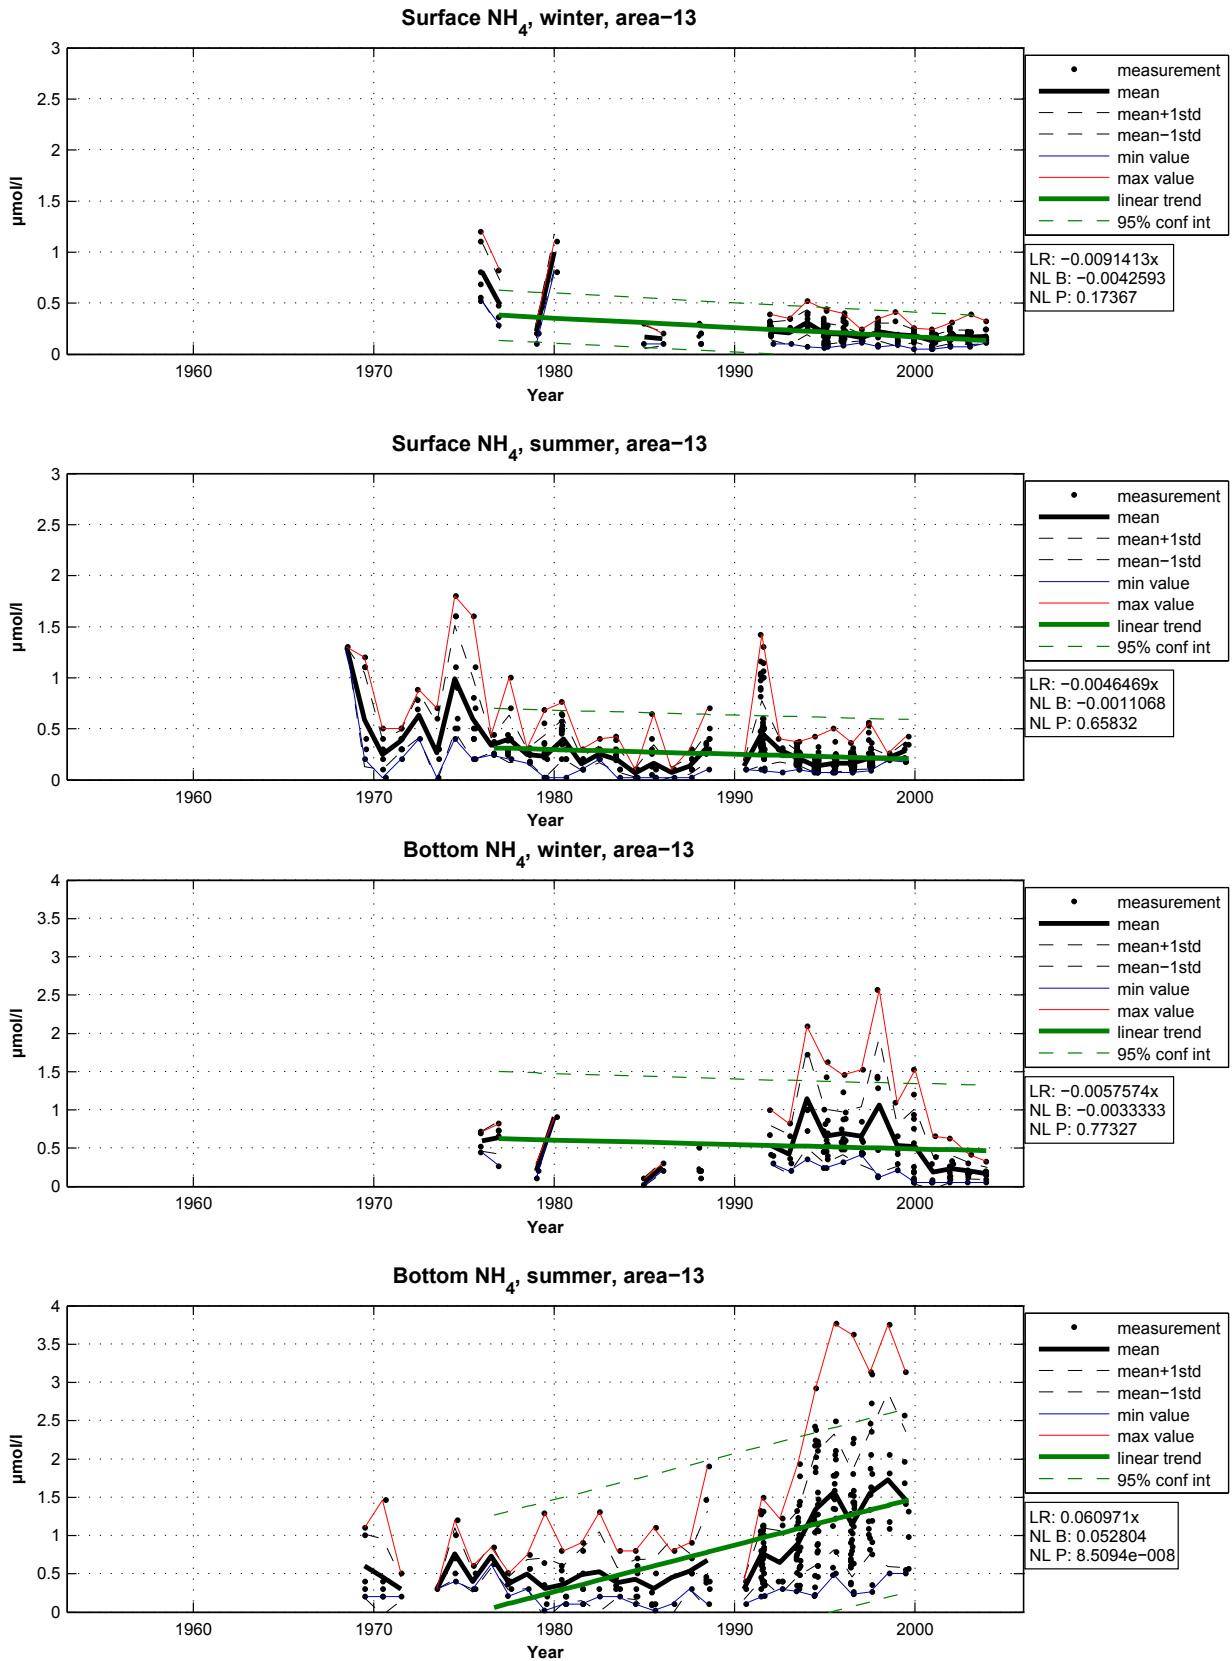 Surface NH4, winter, area−13
3
2.5
2
1.5
1
0.5
0
µmol/l
1960 1970 1980 1990 2000
Year
measurement
mean
mean+1std
mean−1std
min value
max value
linear trend
95% conf int
LR: −0.0091413x
NL B: −0.0042593
NL P: 0.17367
Surface NH4, summer, area−13
3
2.5
2
1.5
1
0.5
0
µmol/l
1960 1970 1980 1990 2000
Year
measurement
mean
mean+1std
mean−1std
min value
max value
linear trend
95% conf int
LR: −0.0046469x
NL B: −0.0011068
NL P: 0.65832
Bottom NH4, winter, area−13
4
3.5
3
2.5
2
1.5
1
0.5
0
µmol/l
1960 1970 1980 1990 2000
Year
measurement
mean
mean+1std
mean−1std
min value
max value
linear trend
95% conf int
LR: −0.0057574x
NL B: −0.0033333
NL P: 0.77327
Bottom NH4, summer, area−13
4
3.5
3
2.5
2
1.5
1
0.5
0
µmol/l
1960 1970 1980 1990 2000
Year
measurement
mean
mean+1std
mean−1std
min value
max value
linear trend
95% conf int
LR: 0.060971x
NL B: 0.052804
NL P: 8.5094e−008